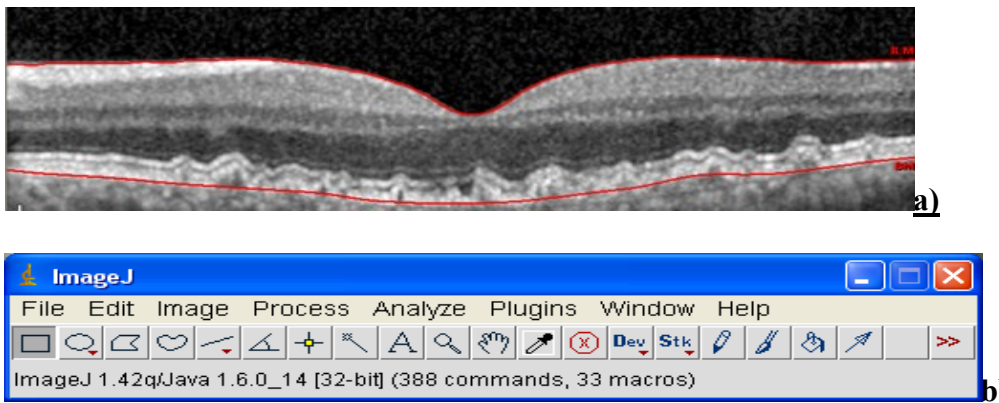 ILM
a)
ImageJ
File Edit Image Process Analyze Plugins Window Help
A Dev Stk >>
ImageJ 1.42q/Java 1.6.0_14 [32-bit] (388 commands, 33 macros)
b